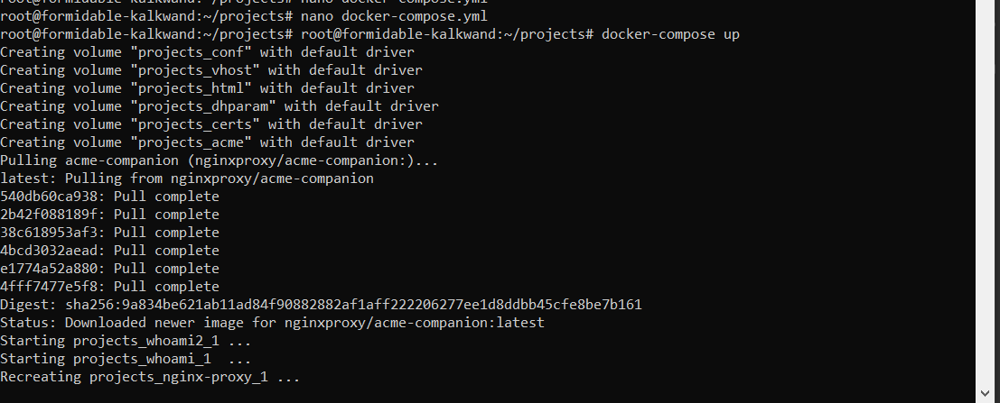 root@formidable-kalkwand:~/projects# nano docker-compose.yml
root@formidable-kalkwand:~/projects# nano docker-compose.yml
root@formidable-kalkwand:~/projects# root@formidable-kalkwand:~/projects# docker-compose up
Creating volume "projects_conf" with default driver
Creating volume "projects_vhost" with default driver
Creating volume "projects_html" with default driver
Creating volume "projects_dhparam" with default driver
Creating volume "projects_certs" with default driver
Creating volume "projects_acme" with default driver
Pulling acme-companion (nginxproxy/acme-companion:)...
latest: Pulling from nginxproxy/acme-companion
540db60ca938: Pull complete
2b42f088189f: Pull complete
38c618953af3: Pull complete
4bcd3032aead: Pull complete
e1774a52a880: Pull complete
4fff7477e5f8: Pull complete
Digest: sha256:9a834be621ab11ad84f90882882af1aff222206277ee1d8ddbb45cfe8be7b161
Status: Downloaded newer image for nginxproxy/acme-companion:latest
Starting projects_whoami2_1 ...
Starting projects_whoami_1  ...
Recreating projects_nginx-proxy_1 ...